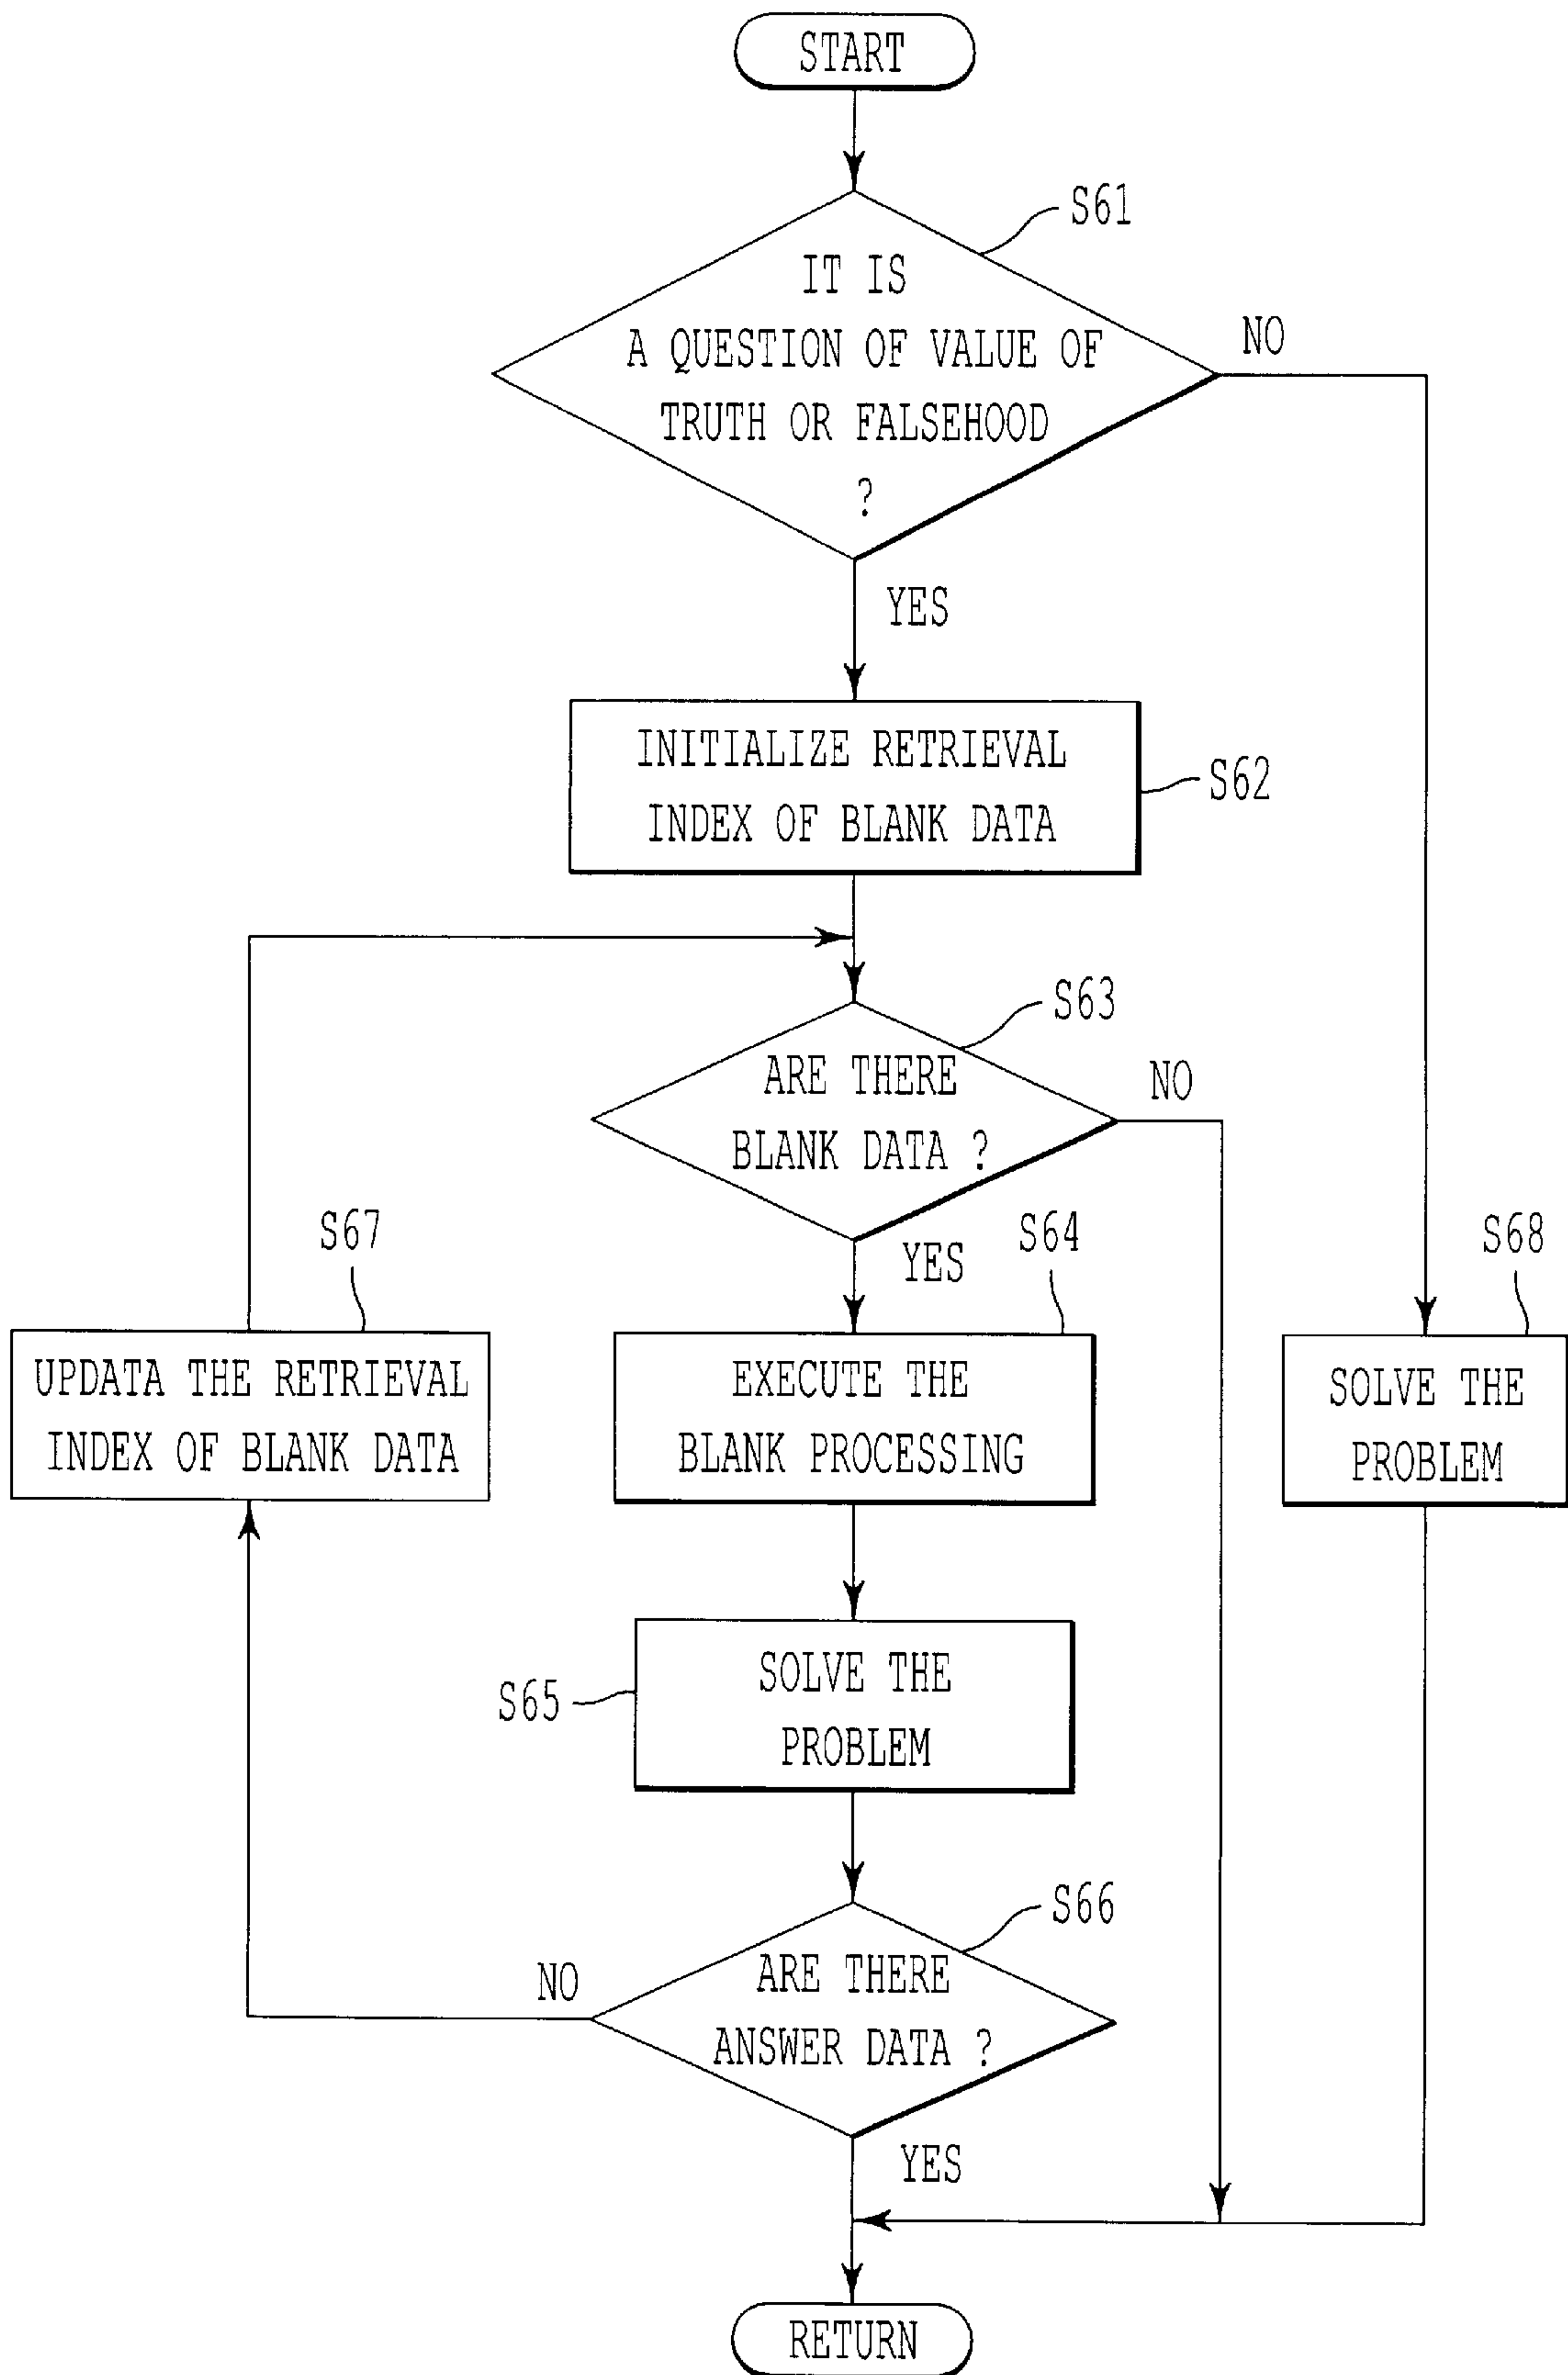 START
S61
IT IS
A QUESTION OF VALUE OF
TRUTH OR FALSEHOOD
?
NO
YES
INITIALIZE RETRIEVAL
INDEX OF BLANK DATA
S62
S63
ARE THERE
BLANK DATA ?
NO
YES
S67
UPDATA THE RETRIEVAL
INDEX OF BLANK DATA
S64
EXECUTE THE
BLANK PROCESSING
S68
SOLVE THE
PROBLEM
S65
SOLVE THE
PROBLEM
S66
ARE THERE
ANSWER DATA ?
NO
YES
RETURN